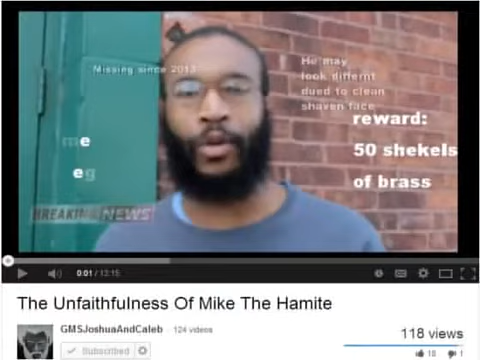 Missing since 2013
He may
look differnt
dued to clean
shaven face
reward:
50 shekels
of brass
me
eg
BREAKING NEWS
0:01 / 13:15
The Unfaithfulness Of Mike The Hamite
GMSJoshuaAndCaleb · 124 videos
Subscribed
118 views
10 1